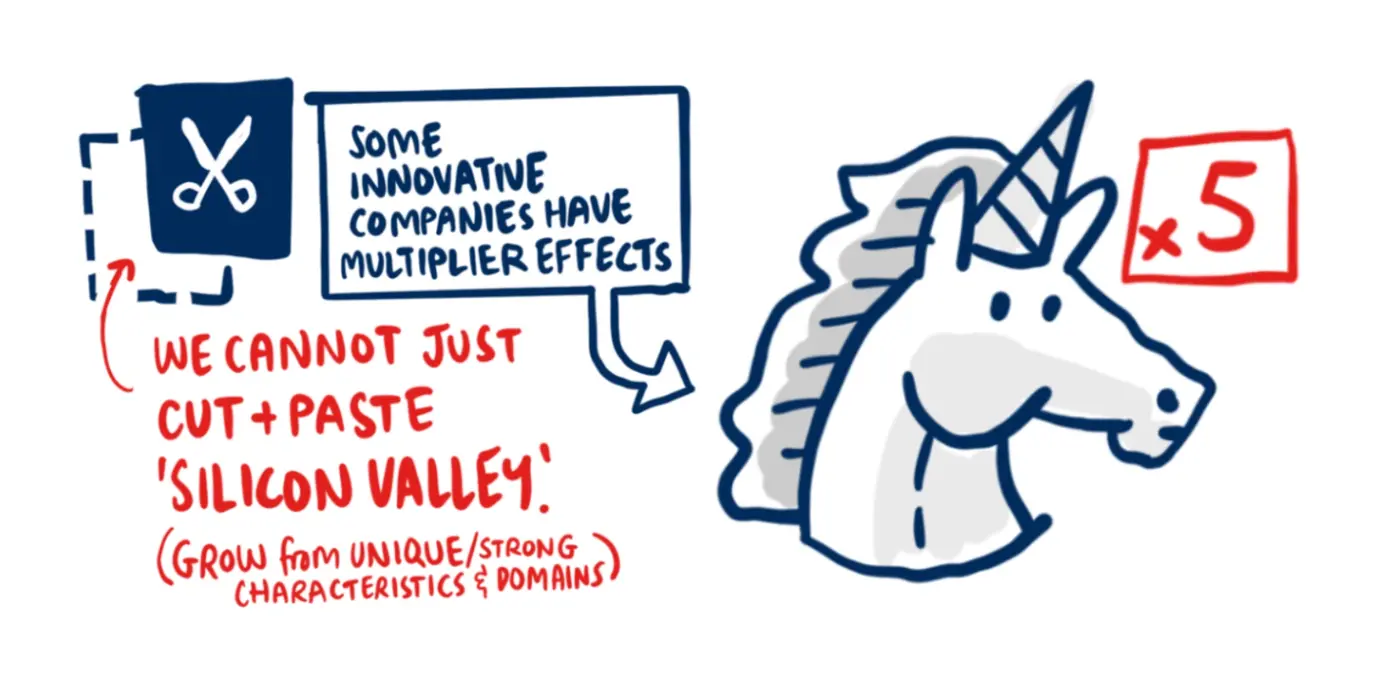 SOME
INNOVATIVE
COMPANIES HAVE
MULTIPLIER EFFECTS
x5
WE CANNOT JUST
CUT + PASTE
'SILICON VALLEY'.
(GROW from UNIQUE/STRONG
CHARACTERISTICS & DOMAINS)